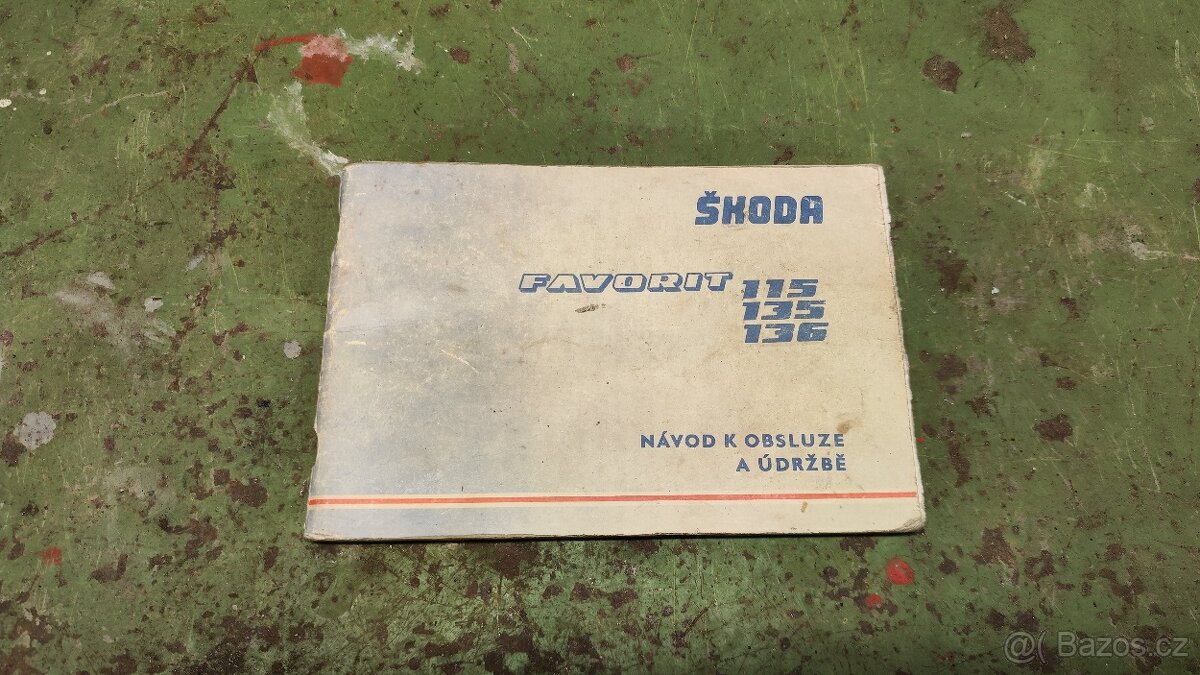 ŠKODA
FAVORIT 115
135
136
NÁVOD K OBSLUZE
A ÚDRŽBĚ
@( Bazos.cz